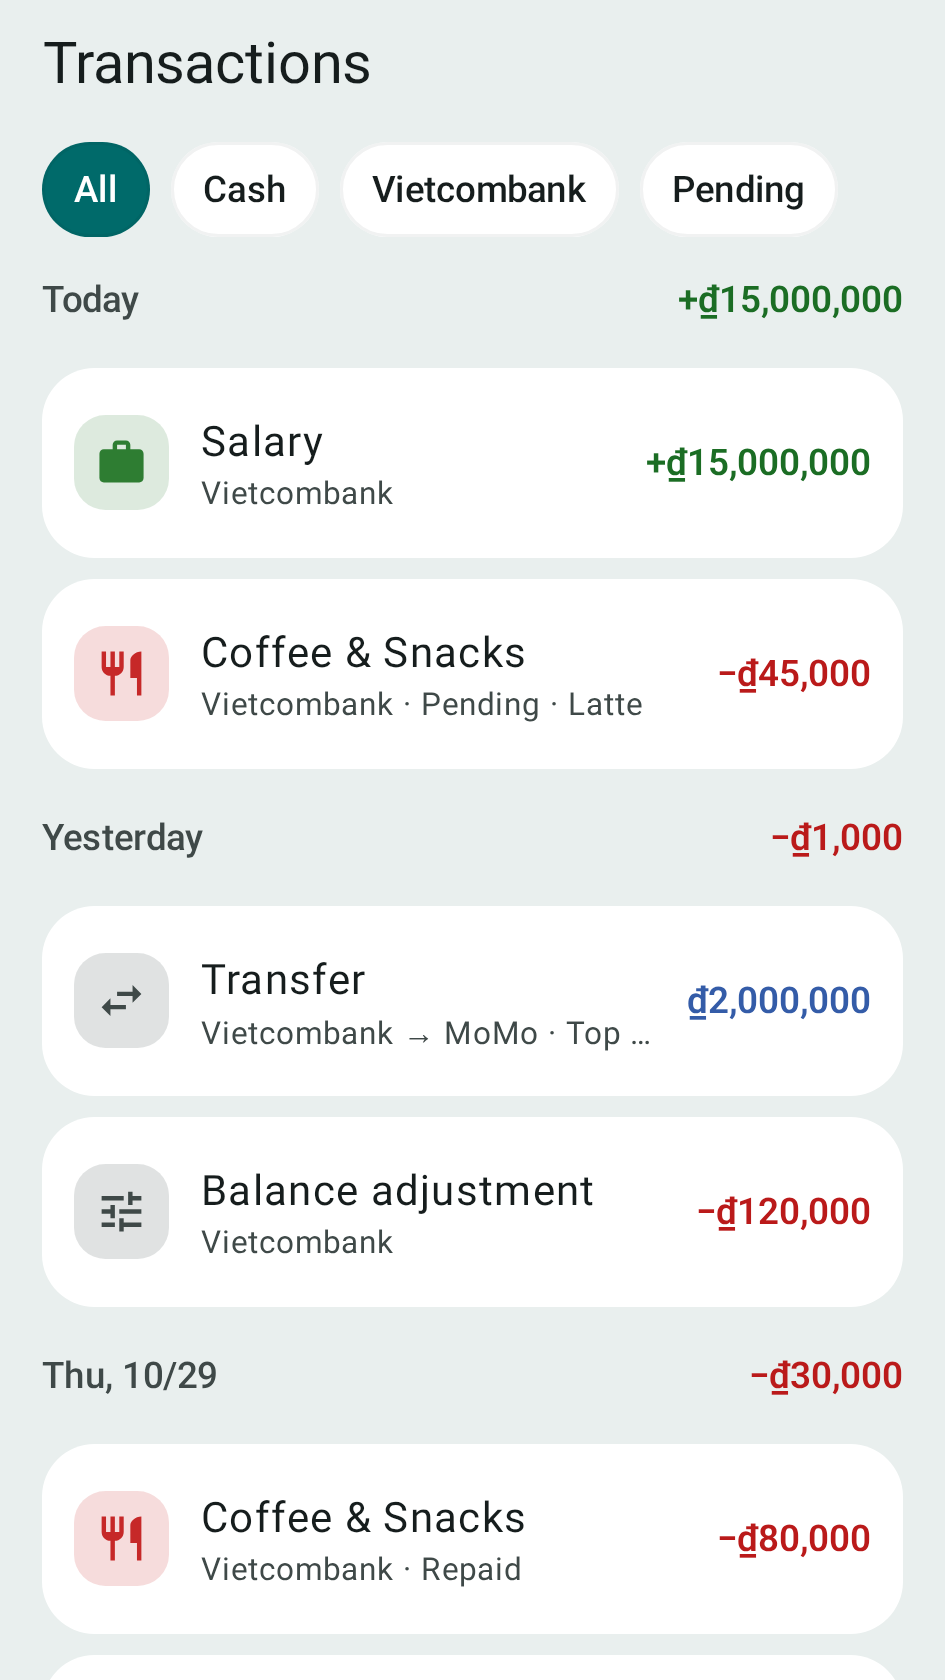 Transactions
All Cash Vietcombank Pending
Today +₫15,000,000
Salary
Vietcombank
+₫15,000,000
Coffee & Snacks
Vietcombank · Pending · Latte
−₫45,000
Yesterday −₫1,000
Transfer
Vietcombank → MoMo · Top ...
₫2,000,000
Balance adjustment
Vietcombank
−₫120,000
Thu, 10/29 −₫30,000
Coffee & Snacks
Vietcombank · Repaid
−₫80,000